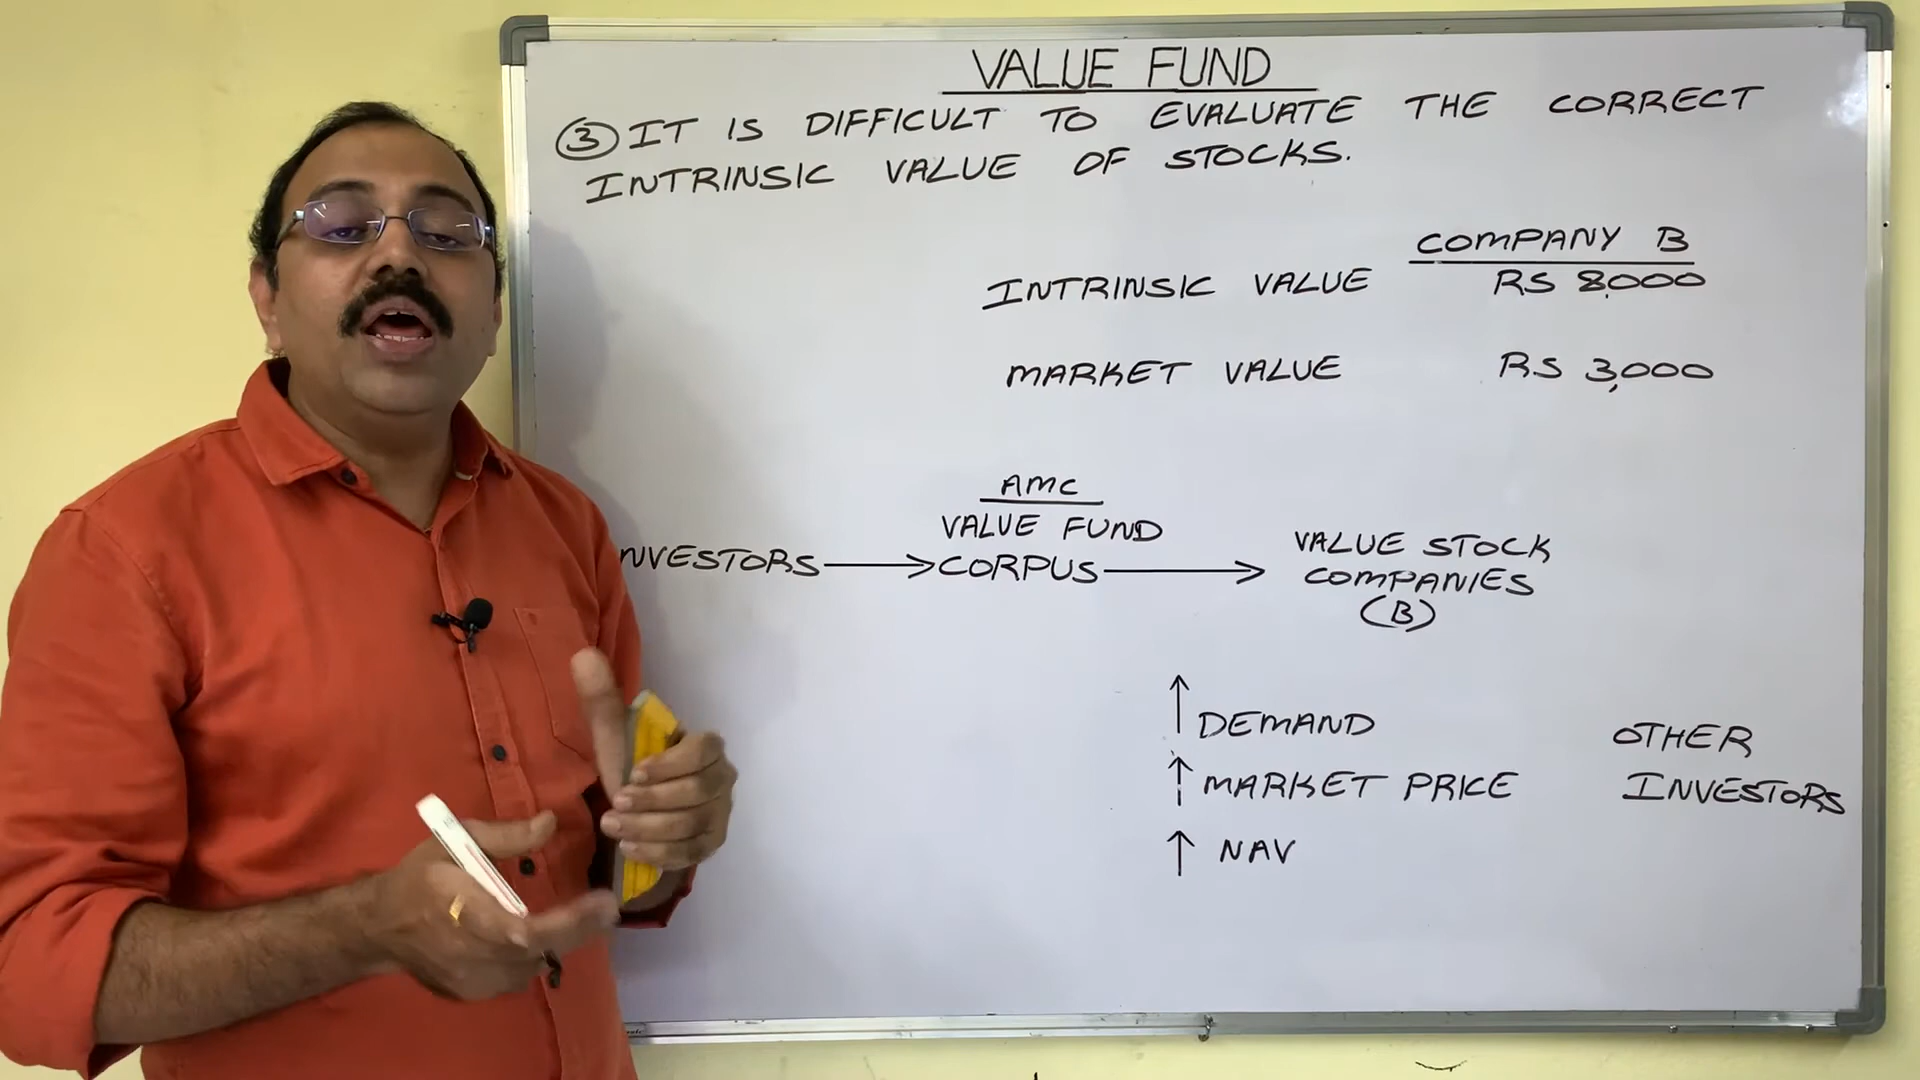 VALUE FUND
③ IT IS DIFFICULT TO EVALUATE THE CORRECT
INTRINSIC VALUE OF STOCKS.
COMPANY B
INTRINSIC VALUE RS 8,000
MARKET VALUE RS 3,000
AMC
VALUE FUND
NVESTORS → CORPUS →
VALUE STOCK
COMPANIES
(B)
↑ DEMAND
↑ MARKET PRICE
↑ NAV
OTHER
INVESTORS